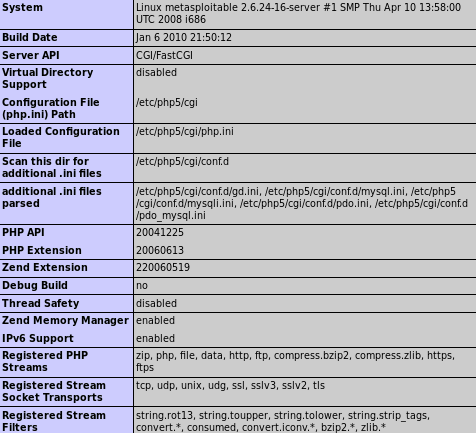 System Linux metasploitable 2.6.24-16-server #1 SMP Thu Apr 10 13:58:00
UTC 2008 i686
Build Date Jan 6 2010 21:50:12
Server API CGI/FastCGI
Virtual Directory disabled
Support
Configuration File /etc/php5/cgi
(php.ini) Path
Loaded Configuration /etc/php5/cgi/php.ini
File
Scan this dir for /etc/php5/cgi/conf.d
additional .ini files
additional .ini files /etc/php5/cgi/conf.d/gd.ini, /etc/php5/cgi/conf.d/mysql.ini, /etc/php5
parsed /cgi/conf.d/mysqli.ini, /etc/php5/cgi/conf.d/pdo.ini, /etc/php5/cgi/conf.d
/pdo_mysql.ini
PHP API 20041225
PHP Extension 20060613
Zend Extension 220060519
Debug Build no
Thread Safety disabled
Zend Memory Manager enabled
IPv6 Support enabled
Registered PHP zip, php, file, data, http, ftp, compress.bzip2, compress.zlib, https,
Streams ftps
Registered Stream tcp, udp, unix, udg, ssl, sslv3, sslv2, tls
Socket Transports
Registered Stream string.rot13, string.toupper, string.tolower, string.strip_tags,
Filters convert.*, consumed, convert.iconv.*, bzip2.*, zlib.*